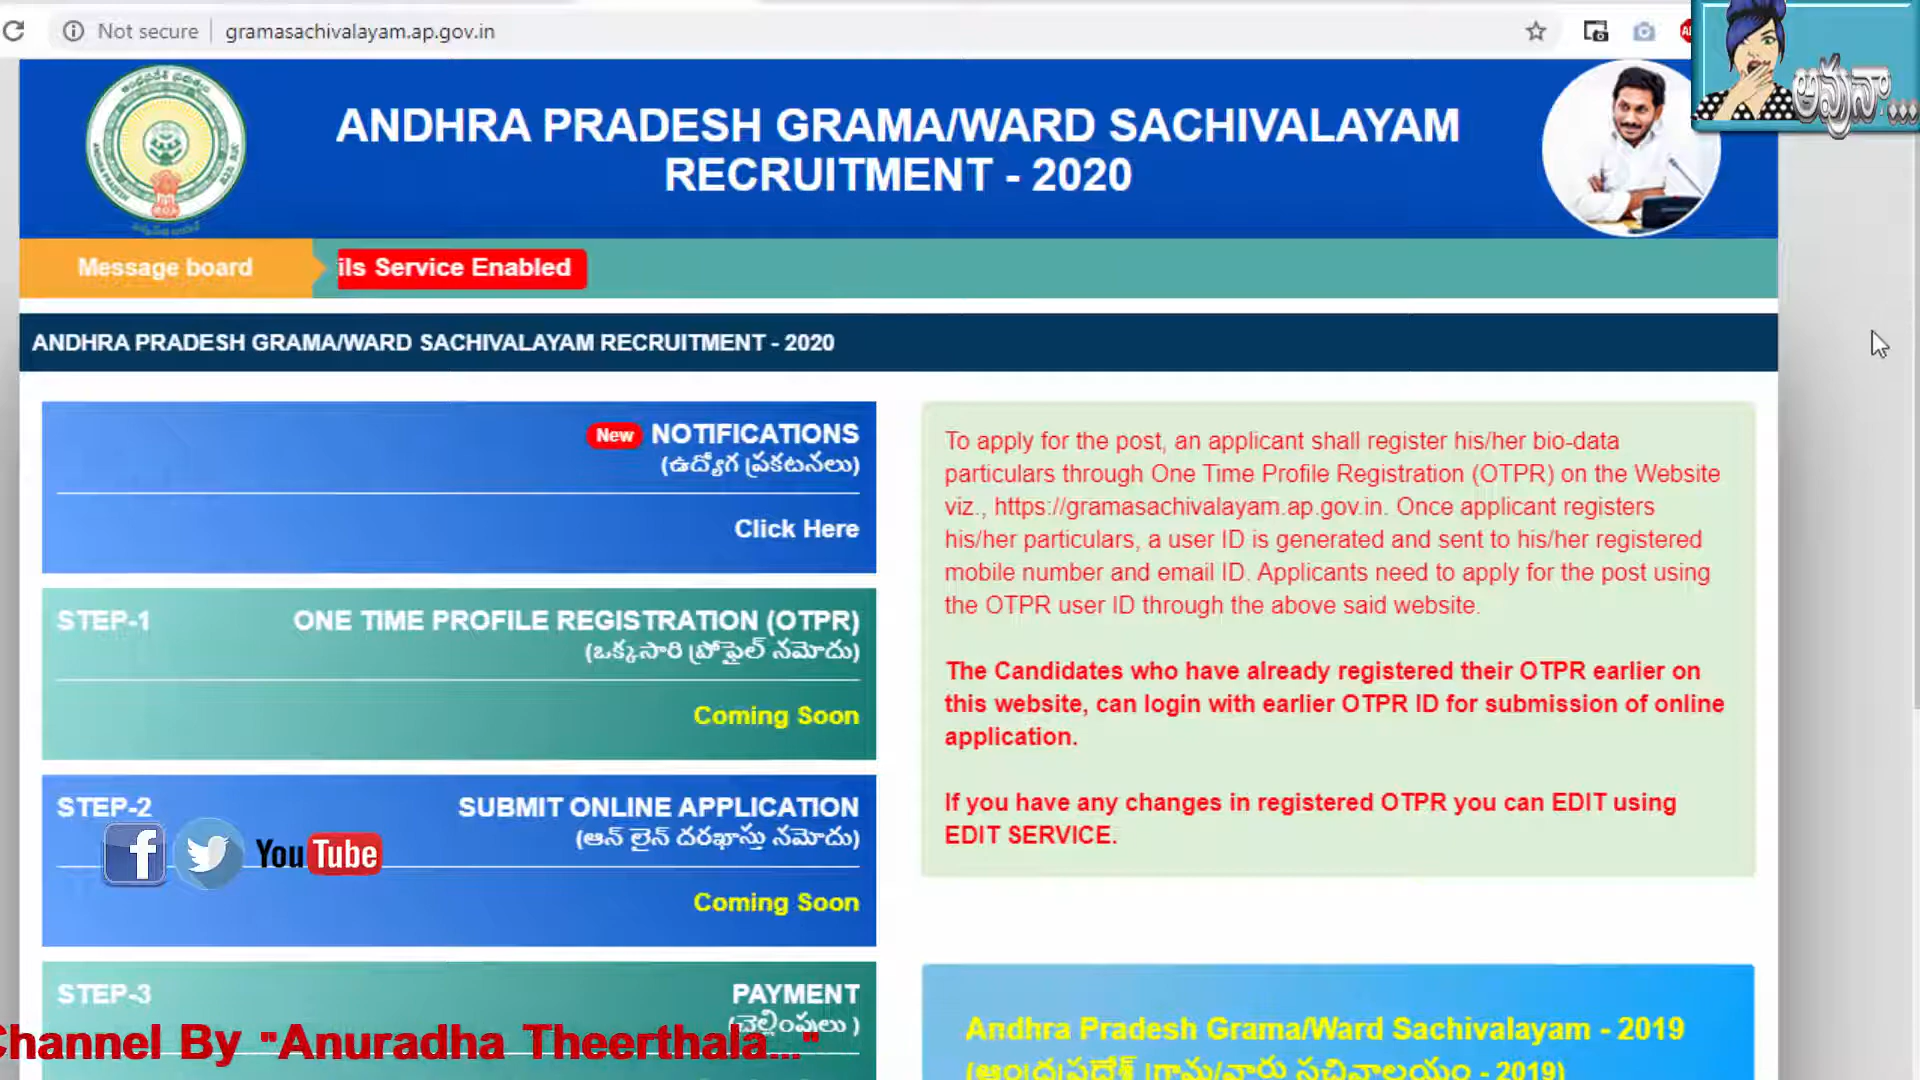 Not secure | gramasachivalayam.ap.gov.in
అవునా...
ANDHRA PRADESH GRAMA/WARD SACHIVALAYAM
RECRUITMENT - 2020
Message board
ils Service Enabled
ANDHRA PRADESH GRAMA/WARD SACHIVALAYAM RECRUITMENT - 2020
New NOTIFICATIONS
(ఉద్యోగ ప్రకటనలు)
Click Here
STEP-1 ONE TIME PROFILE REGISTRATION (OTPR)
(ఒక్కసారి ప్రోఫైల్ నమోదు)
Coming Soon
STEP-2 SUBMIT ONLINE APPLICATION
(ఆన్ లైన్ దరఖాస్తు నమోదు)
f YouTube
Coming Soon
STEP-3 PAYMENT
(చెల్లింపులు )
Channel By "Anuradha Theerthala..."
To apply for the post, an applicant shall register his/her bio-data
particulars through One Time Profile Registration (OTPR) on the Website
viz., https://gramasachivalayam.ap.gov.in. Once applicant registers
his/her particulars, a user ID is generated and sent to his/her registered
mobile number and email ID. Applicants need to apply for the post using
the OTPR user ID through the above said website.
The Candidates who have already registered their OTPR earlier on
this website, can login with earlier OTPR ID for submission of online
application.
If you have any changes in registered OTPR you can EDIT using
EDIT SERVICE.
Andhra Pradesh Grama/Ward Sachivalayam - 2019
(ఆంధ్రప్రదేశ్ గ్రామ/వార్డు సచివాలయం - 2019)